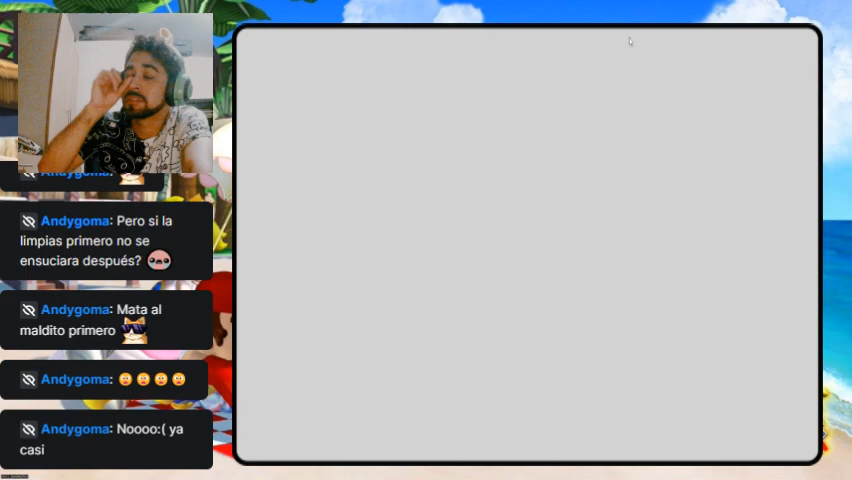 Andygoma:
Andygoma: Pero si la
limpias primero no se
ensuciara después?
Andygoma: Mata al
maldito primero
Andygoma:
Andygoma: Noooo:( ya
casi